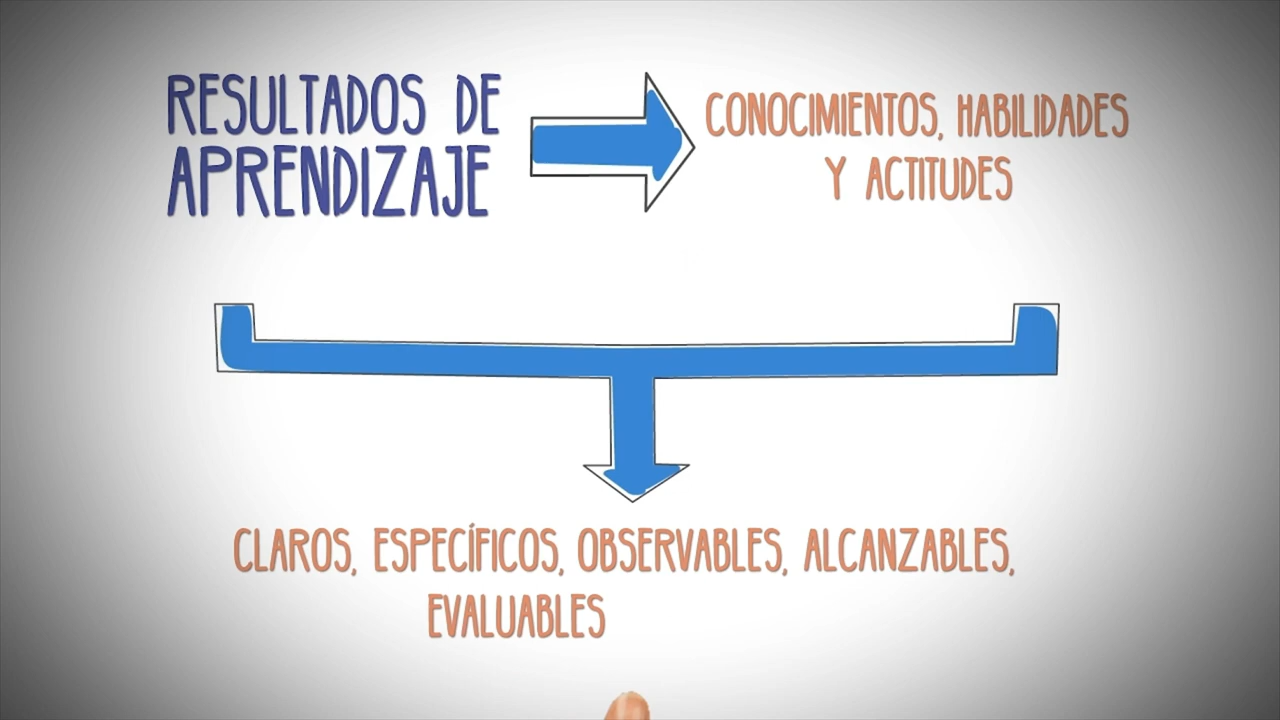 RESULTADOS DE
APRENDIZAJE
CONOCIMIENTOS, HABILIDADES
Y ACTITUDES
CLAROS, ESPECÍFICOS, OBSERVABLES, ALCANZABLES,
EVALUABLES